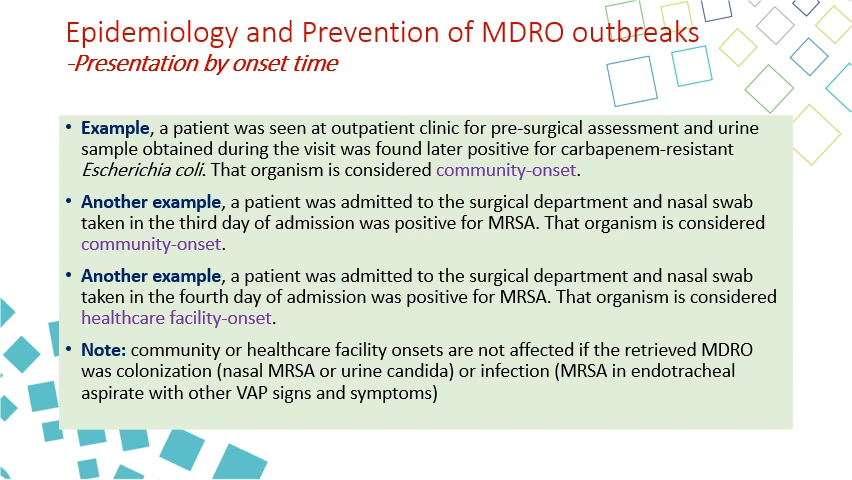 Epidemiology and Prevention of MDRO outbreaks
-Presentation by onset time
• Example, a patient was seen at outpatient clinic for pre-surgical assessment and urine
sample obtained during the visit was found later positive for carbapenem-resistant
Escherichia coli. That organism is considered community-onset.
• Another example, a patient was admitted to the surgical department and nasal swab
taken in the third day of admission was positive for MRSA. That organism is considered
community-onset.
• Another example, a patient was admitted to the surgical department and nasal swab
taken in the fourth day of admission was positive for MRSA. That organism is considered
healthcare facility-onset.
• Note: community or healthcare facility onsets are not affected if the retrieved MDRO
was colonization (nasal MRSA or urine candida) or infection (MRSA in endotracheal
aspirate with other VAP signs and symptoms)